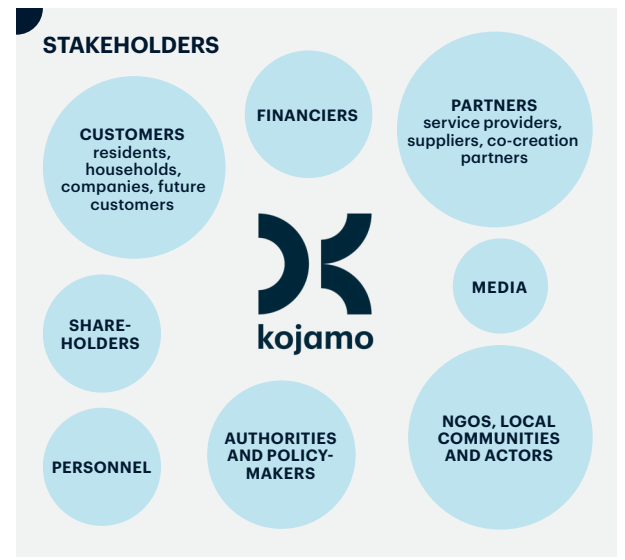 STAKEHOLDERS
CUSTOMERS
residents,
households,
companies, future
customers
FINANCIERS
PARTNERS
service providers,
suppliers, co-creation
partners
kojamo
MEDIA
SHARE-
HOLDERS
PERSONNEL
AUTHORITIES
AND POLICY-
MAKERS
NGOS, LOCAL
COMMUNITIES
AND ACTORS